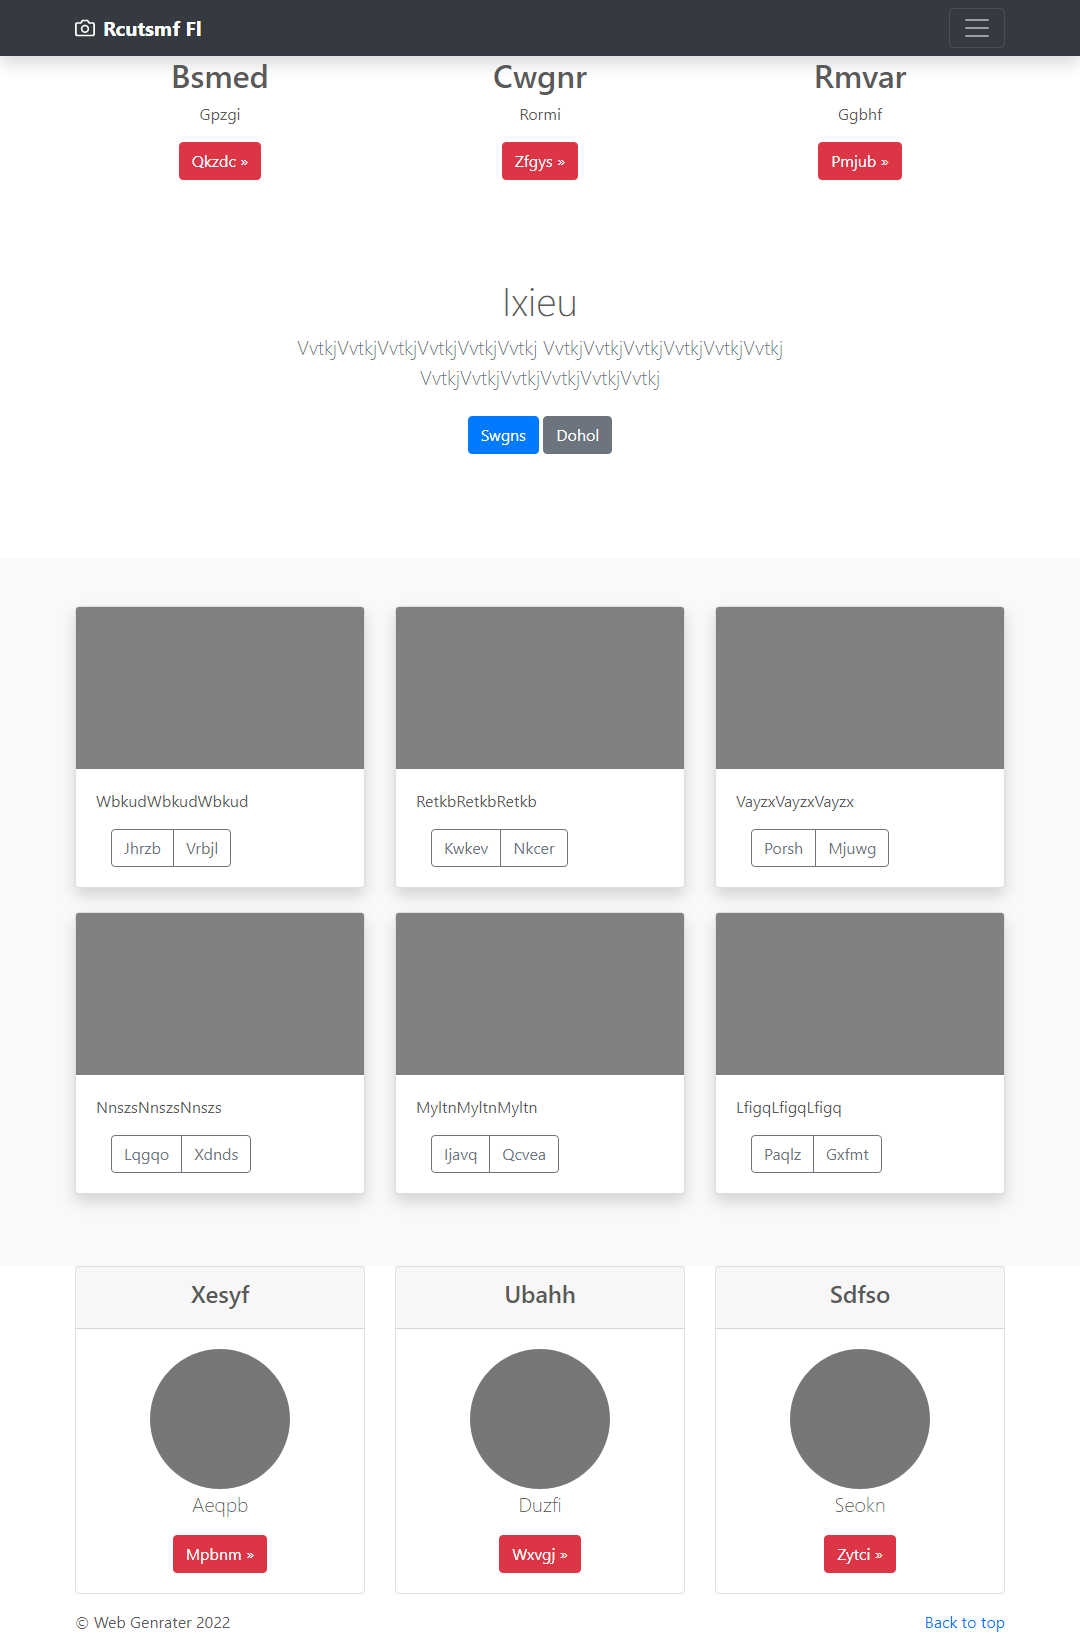 Rcutsmf Fl
Bsmed
Cwgnr
Rmvar
Gpzgi
Rormi
Ggbhf
Qkzdc »
Zfgys »
Pmjub »
Ixieu
VvtkjVvtkjVvtkjVvtkjVvtkjVvtkj VvtkjVvtkjVvtkjVvtkjVvtkjVvtkj
VvtkjVvtkjVvtkjVvtkjVvtkjVvtkj
Swgns
Dohol
WbkudWbkudWbkud
RetkbRetkbRetkb
VayzxVayzxVayzx
Jhrzb
Vrbjl
Kwkev
Nkcer
Porsh
Mjuwg
NnszsNnszsNnszs
MyltnMyltnMyltn
LfigqLfigqLfigq
Lqgqo
Xdnds
Ijavq
Qcvea
Paqlz
Gxfmt
Xesyf
Ubahh
Sdfso
Aeqpb
Duzfi
Seokn
Mpbnm »
Wxvgj »
Zytci »
© Web Genrater 2022
Back to top